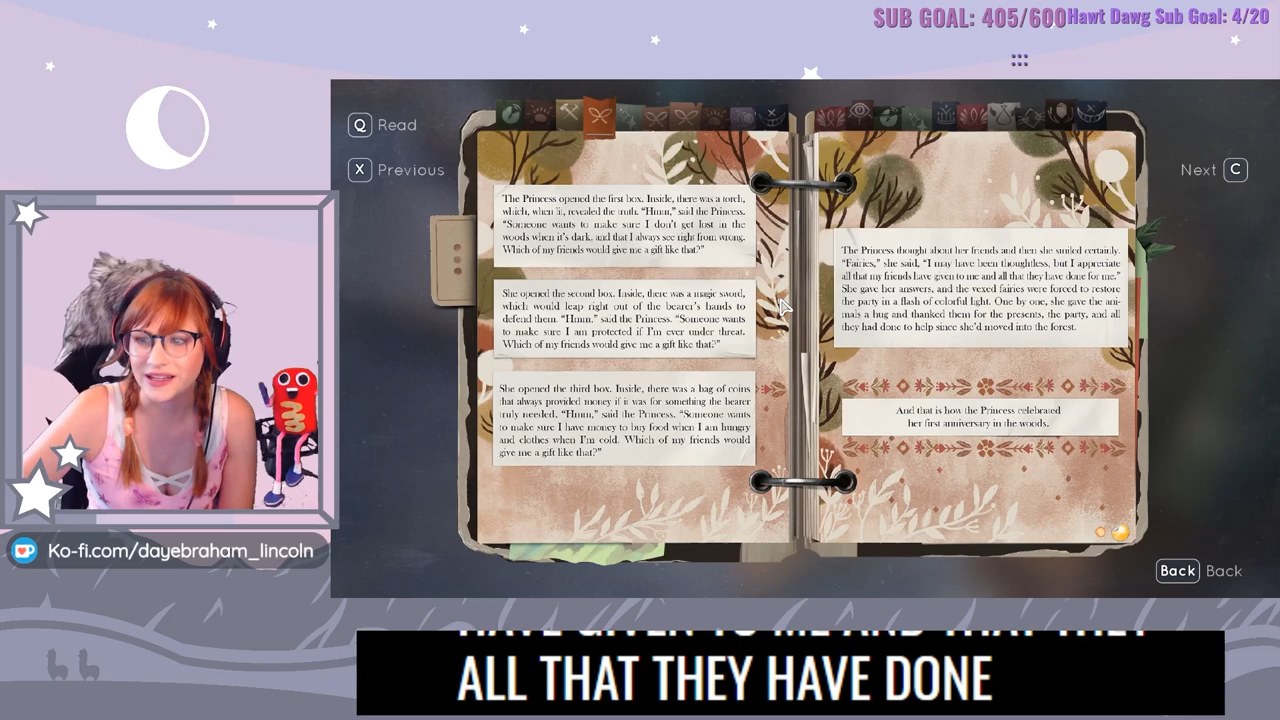 SUB GOAL: 405/600
Hawt Dawg Sub Goal: 4/20
Q Read
X Previous
Next C
The Princess opened the first box. Inside, there was a torch,
which, when lit, revealed the truth. “Hmm,” said the Princess.
“Someone wants to make sure I don’t get lost in the
woods when it’s dark, and that I always see right from wrong.
Which of my friends would give me a gift like that?”
She opened the second box. Inside, there was a magic sword,
which would leap right out of the bearer’s hands to
defend them. “Hmm,” said the Princess. “Someone wants
to make sure I am protected if I’m ever under threat.
Which of my friends would give me a gift like that?”
She opened the third box. Inside, there was a bag of coins
that always provided money if it was for something the bearer
truly needed. “Hmm,” said the Princess. “Someone wants
to make sure I have money to buy food when I am hungry
and clothes when I’m cold. Which of my friends would
give me a gift like that?”
The Princess thought about her friends and then she smiled certainly.
“Fairies,” she said, “I may have been thoughtless, but I appreciate
all that my friends have given to me and all that they have done for me.”
She gave her answers, and the vexed fairies were forced to restore
the party in a flash of colorful light. One by one, she gave the ani-
mals a hug and thanked them for the presents, the party, and all
they had done to help since she’d moved into the forest.
And that is how the Princess celebrated
her first anniversary in the woods.
Back Back
Ko-fi.com/dayebraham_lincoln
HAVE GIVEN TO ME AND THAT THEY
ALL THAT THEY HAVE DONE